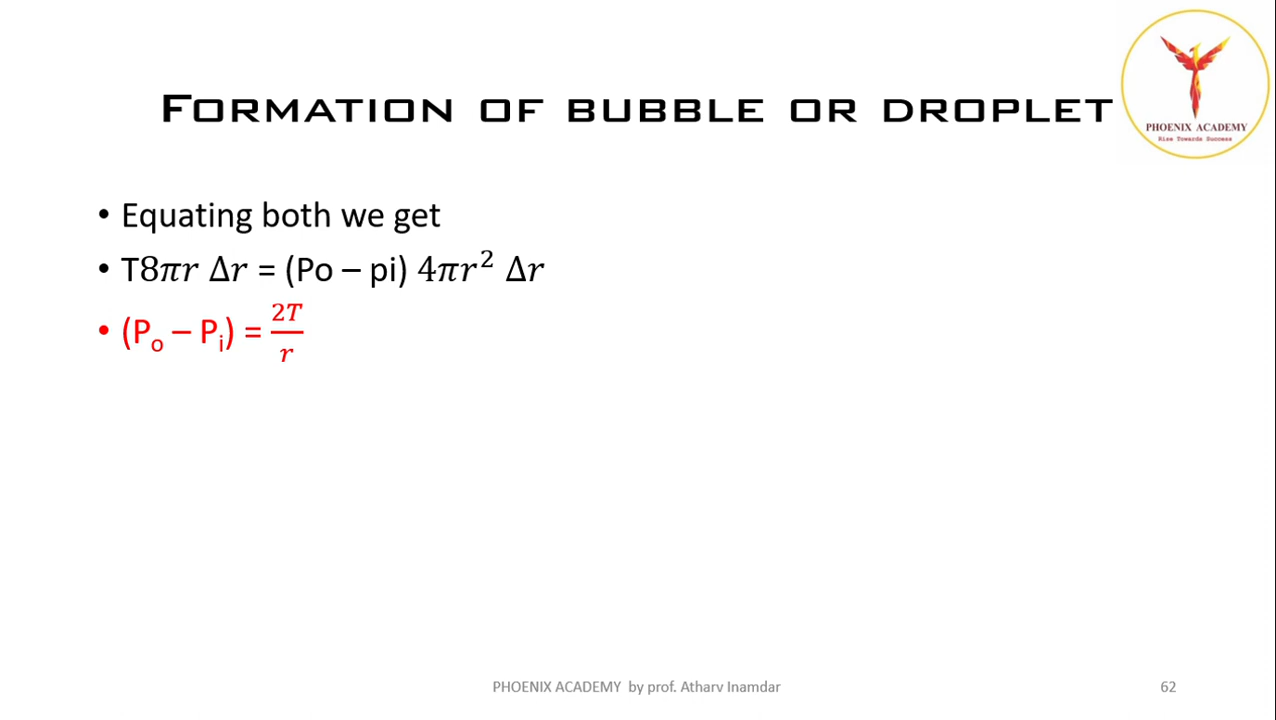 FORMATION OF BUBBLE OR DROPLET
PHOENIX ACADEMY
Rise Towards Success
• Equating both we get
• T8𝜋𝑟 Δ𝑟 = (Po – pi) 4𝜋𝑟² Δ𝑟
• (Pₒ – Pᵢ) = 2𝑇/𝑟
PHOENIX ACADEMY by prof. Atharv Inamdar
62